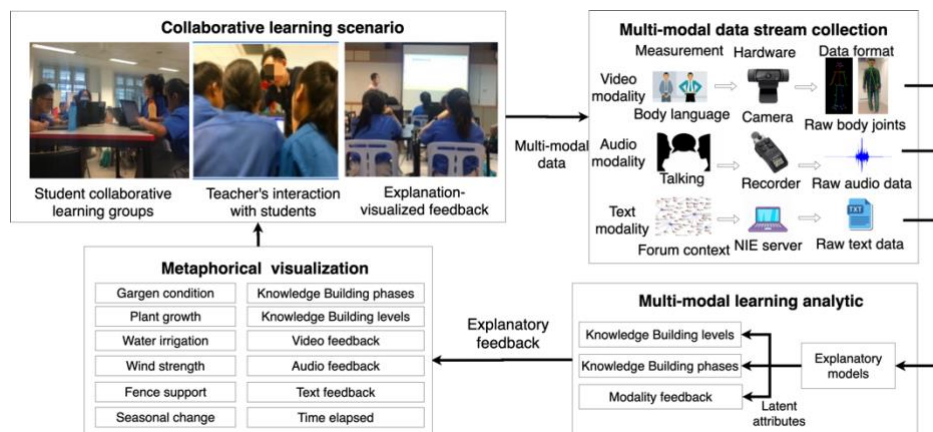 Collaborative learning scenario
Student collaborative
learning groups
Teacher's interaction
with students
Explanation-
visualized feedback
Multi-modal
data
Multi-modal data stream collection
Measurement Hardware Data format
Video
modality
Body language
Camera
Raw body joints
Audio
modality
Talking
Recorder
Raw audio data
Text
modality
Forum context
NIE server
TXT
Raw text data
Metaphorical visualization
Gargen condition Knowledge Building phases
Plant growth Knowledge Building levels
Water irrigation Video feedback
Wind strength Audio feedback
Fence support Text feedback
Seasonal change Time elapsed
Explanatory
feedback
Multi-modal learning analytic
Knowledge Building levels
Knowledge Building phases
Modality feedback
Explanatory
models
Latent
attributes